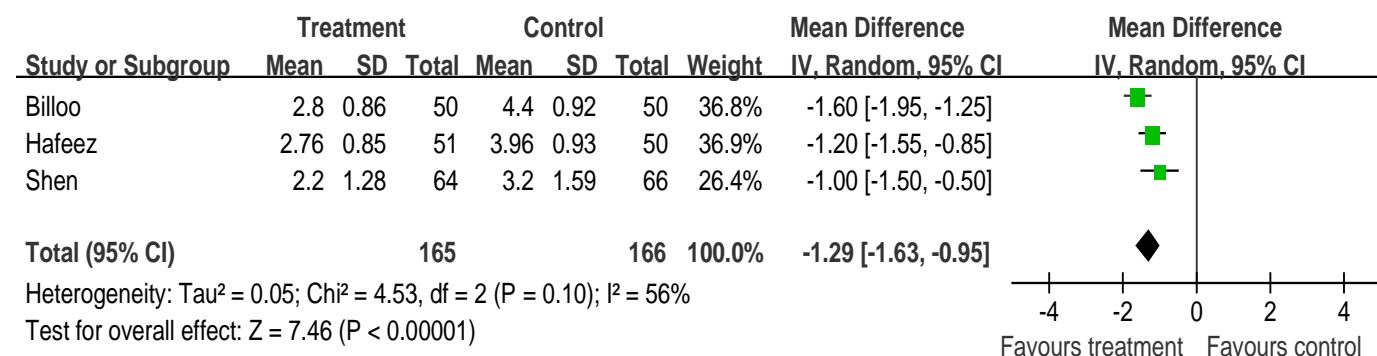 Treatment Control Mean Difference Mean Difference
Study or Subgroup Mean SD Total Mean SD Total Weight IV, Random, 95% CI IV, Random, 95% CI
Billoo 2.8 0.86 50 4.4 0.92 50 36.8% -1.60 [-1.95, -1.25]
Hafeez 2.76 0.85 51 3.96 0.93 50 36.9% -1.20 [-1.55, -0.85]
Shen 2.2 1.28 64 3.2 1.59 66 26.4% -1.00 [-1.50, -0.50]
Total (95% CI) 165 166 100.0% -1.29 [-1.63, -0.95]
Heterogeneity: Tau² = 0.05; Chi² = 4.53, df = 2 (P = 0.10); I² = 56%
Test for overall effect: Z = 7.46 (P < 0.00001)
-4 -2 0 2 4
Favours treatment Favours control